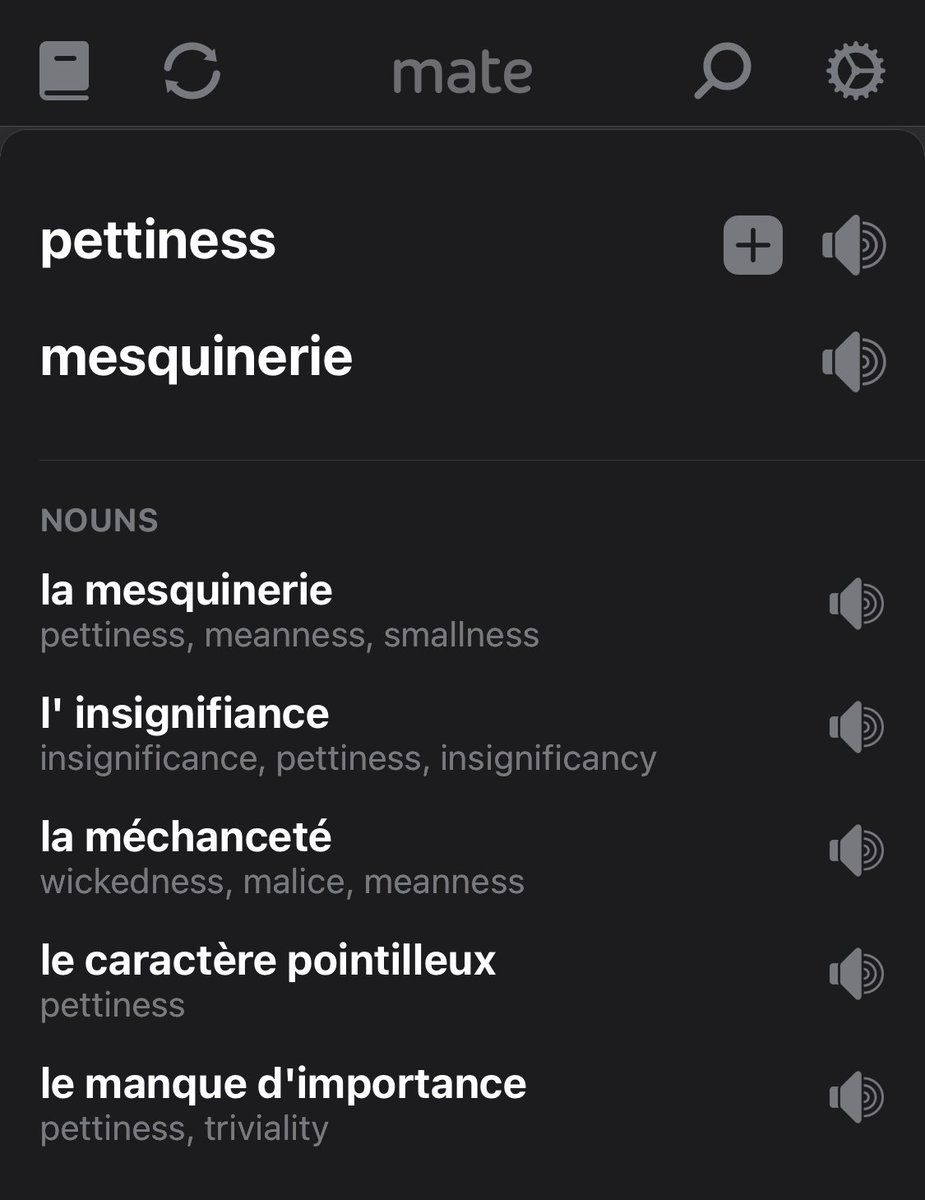 mate
pettiness
mesquinerie
NOUNS
la mesquinerie
pettiness, meanness, smallness
l' insignifiance
insignificance, pettiness, insignificancy
la méchanceté
wickedness, malice, meanness
le caractère pointilleux
pettiness
le manque d'importance
pettiness, triviality